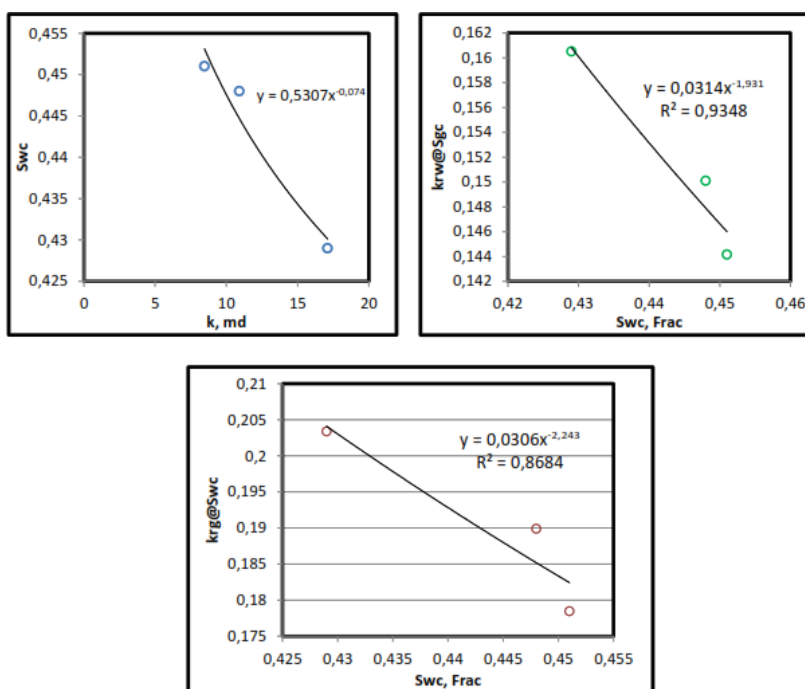 0,455
0,45
0,445
0,44
0,435
0,43
0,425
Swc
y = 0,5307x^-0,074
0 5 10 15 20
k, md
0,162
0,16
0,158
0,156
0,154
0,152
0,15
0,148
0,146
0,144
0,142
krw@Sgc
y = 0,0314x^-1,931
R² = 0,9348
0,42 0,43 0,44 0,45 0,46
Swc, Frac
0,21
0,205
0,2
0,195
0,19
0,185
0,18
0,175
krg@Swc
y = 0,0306x^-2,243
R² = 0,8684
0,425 0,43 0,435 0,44 0,445 0,45 0,455
Swc, Frac